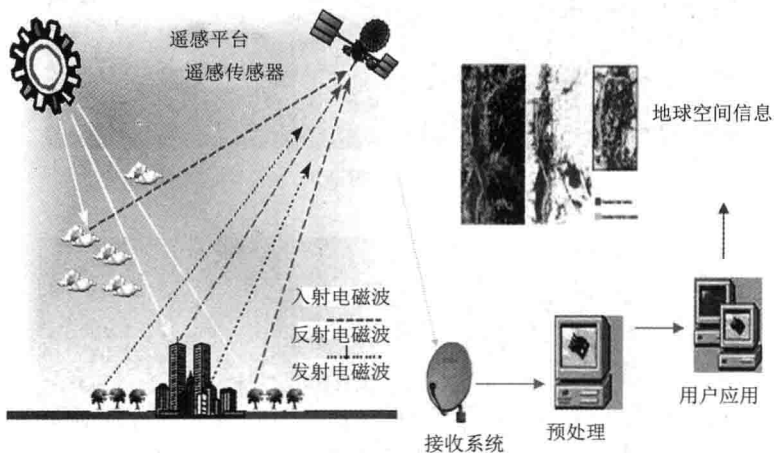 遥感平台
遥感传感器
地球空间信息
入射电磁波
反射电磁波
发射电磁波
接收系统
预处理
用户应用